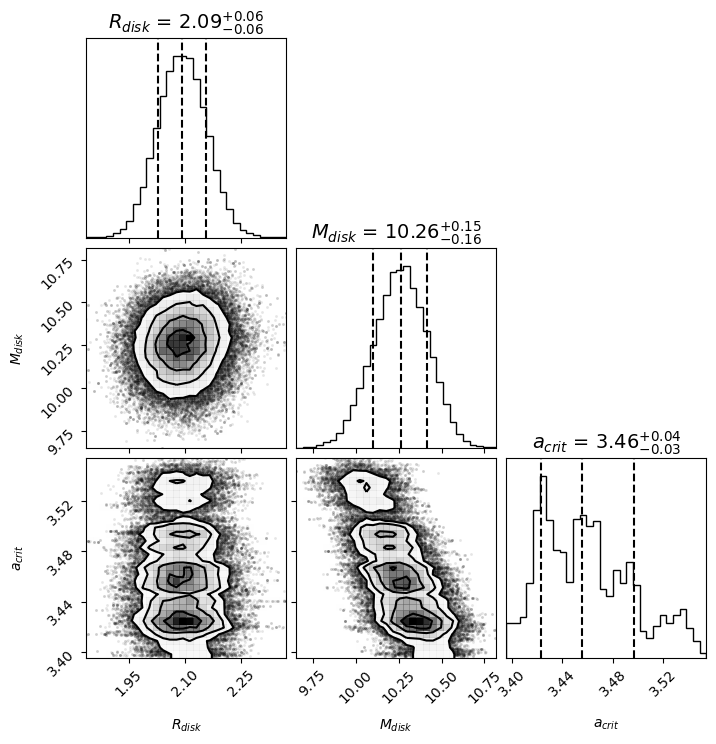 R_disk = 2.09^{+0.06}_{-0.06}
M_disk = 10.26^{+0.15}_{-0.16}
10.75
10.50
10.25
10.00
9.75
M_disk
a_crit = 3.46^{+0.04}_{-0.03}
3.52
3.48
3.44
3.40
a_crit
1.95 2.10 2.25
9.75 10.00 10.25 10.50 10.75
3.40 3.44 3.48 3.52
R_disk M_disk a_crit